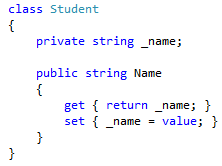 class Student
{
    private string _name;

    public string Name
    {
        get { return _name; }
        set { _name = value; }
    }
}